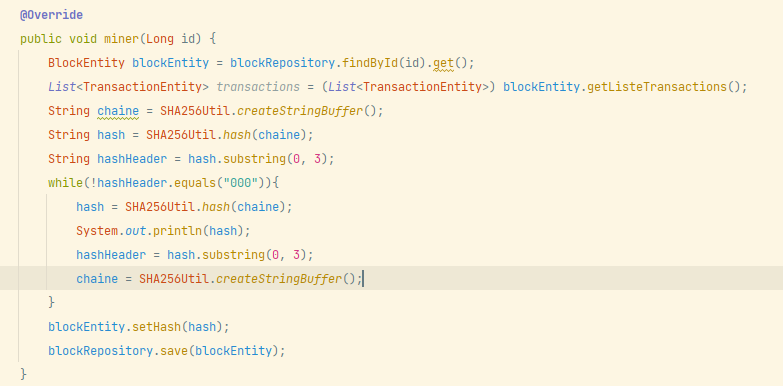 @Override
public void miner(Long id) {
BlockEntity blockEntity = blockRepository.findById(id).get();
List<TransactionEntity> transactions = (List<TransactionEntity>) blockEntity.getListeTransactions();
String chaine = SHA256Util.createStringBuffer();
String hash = SHA256Util.hash(chaine);
String hashHeader = hash.substring(0, 3);
while(!hashHeader.equals("000")){
hash = SHA256Util.hash(chaine);
System.out.println(hash);
hashHeader = hash.substring(0, 3);
chaine = SHA256Util.createStringBuffer();
}
blockEntity.setHash(hash);
blockRepository.save(blockEntity);
}